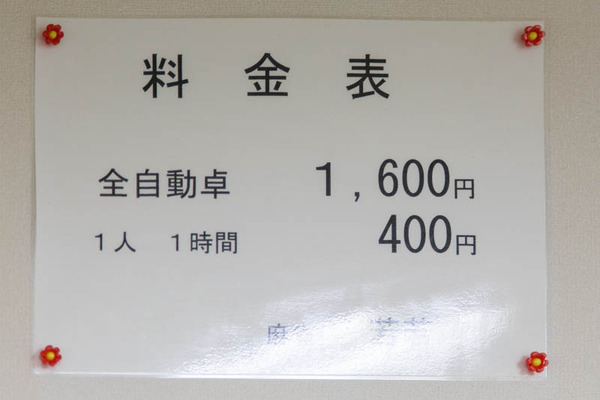 料金表
全自動卓　１,６００円
１人　１時間　４００円